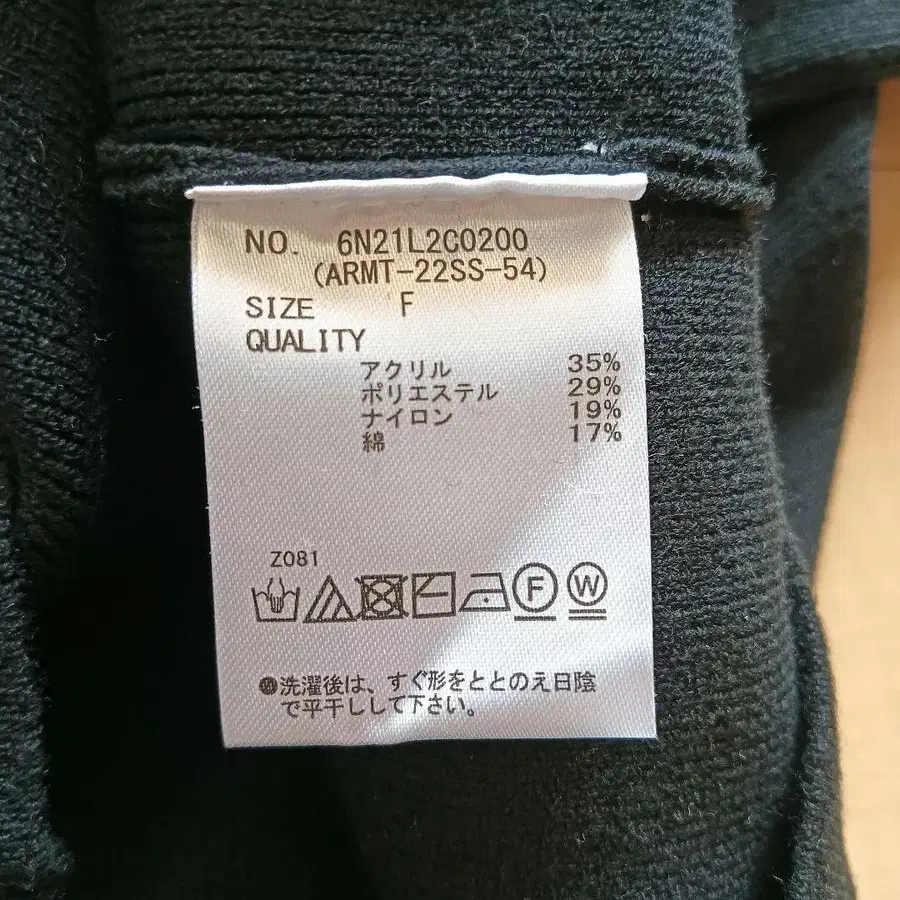 NO. 6N21L2C0200
(ARMT-22SS-54)
SIZE F
QUALITY
アクリル 35%
ポリエステル 29%
ナイロン 19%
綿 17%
Z081
F W
●洗濯後は、すぐ形をととのえ日陰
で平干しして下さい。